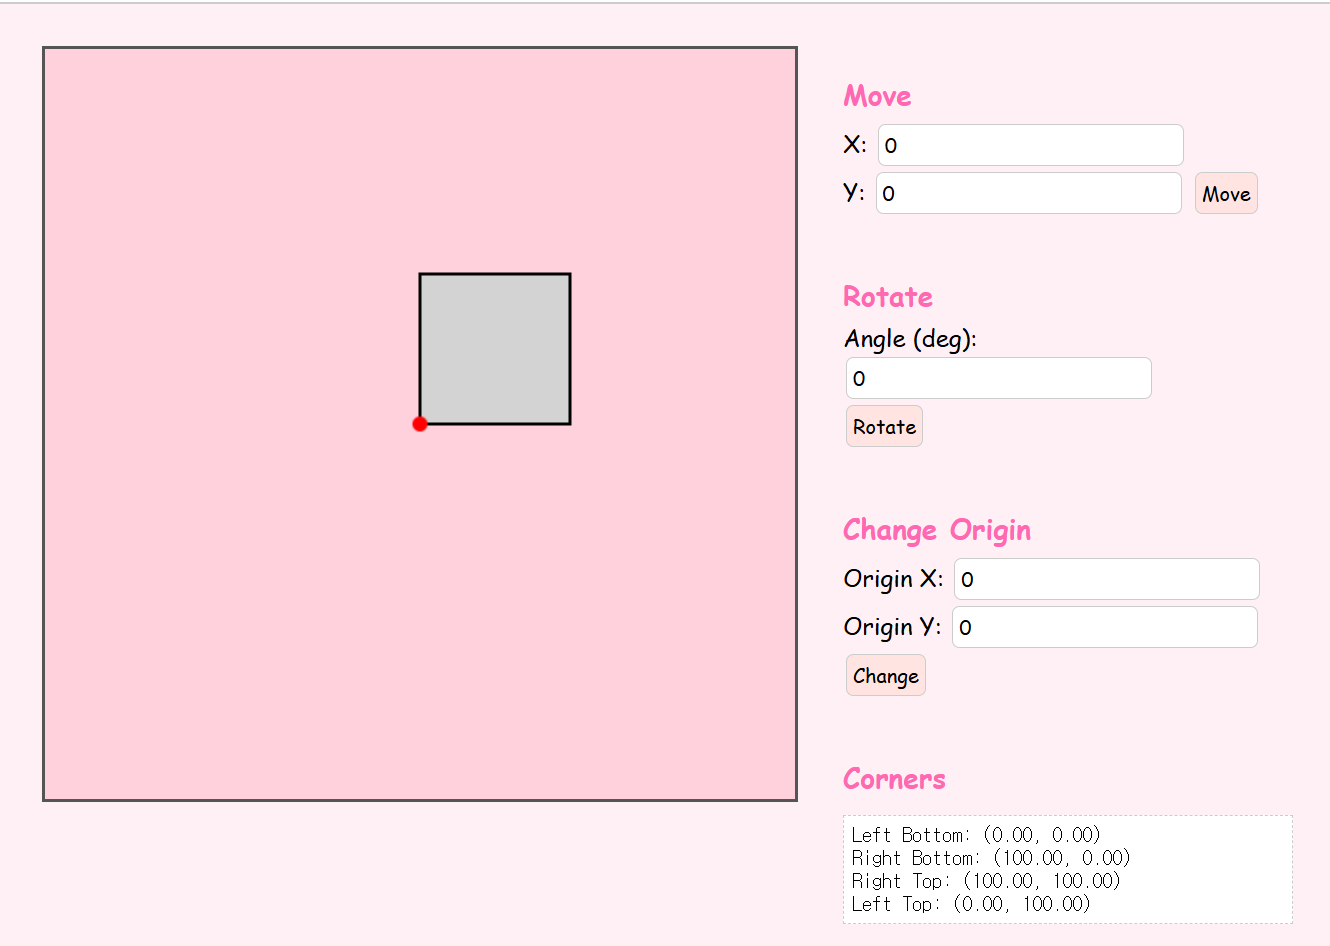 Move
X: 0
Y: 0 Move
Rotate
Angle (deg):
0
Rotate
Change Origin
Origin X: 0
Origin Y: 0
Change
Corners
Left Bottom: (0.00, 0.00)
Right Bottom: (100.00, 0.00)
Right Top: (100.00, 100.00)
Left Top: (0.00, 100.00)